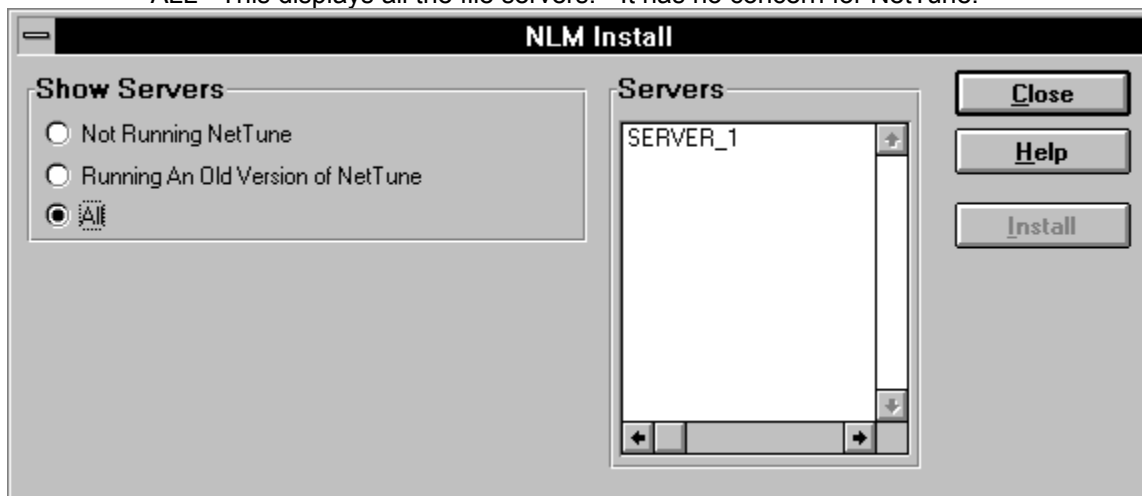 ALL - This displays all the file servers. It has no concern for NetTune.
NLM Install
Show Servers
Not Running NetTune
Running An Old Version of NetTune
All
Servers
SERVER_1
Close
Help
Install